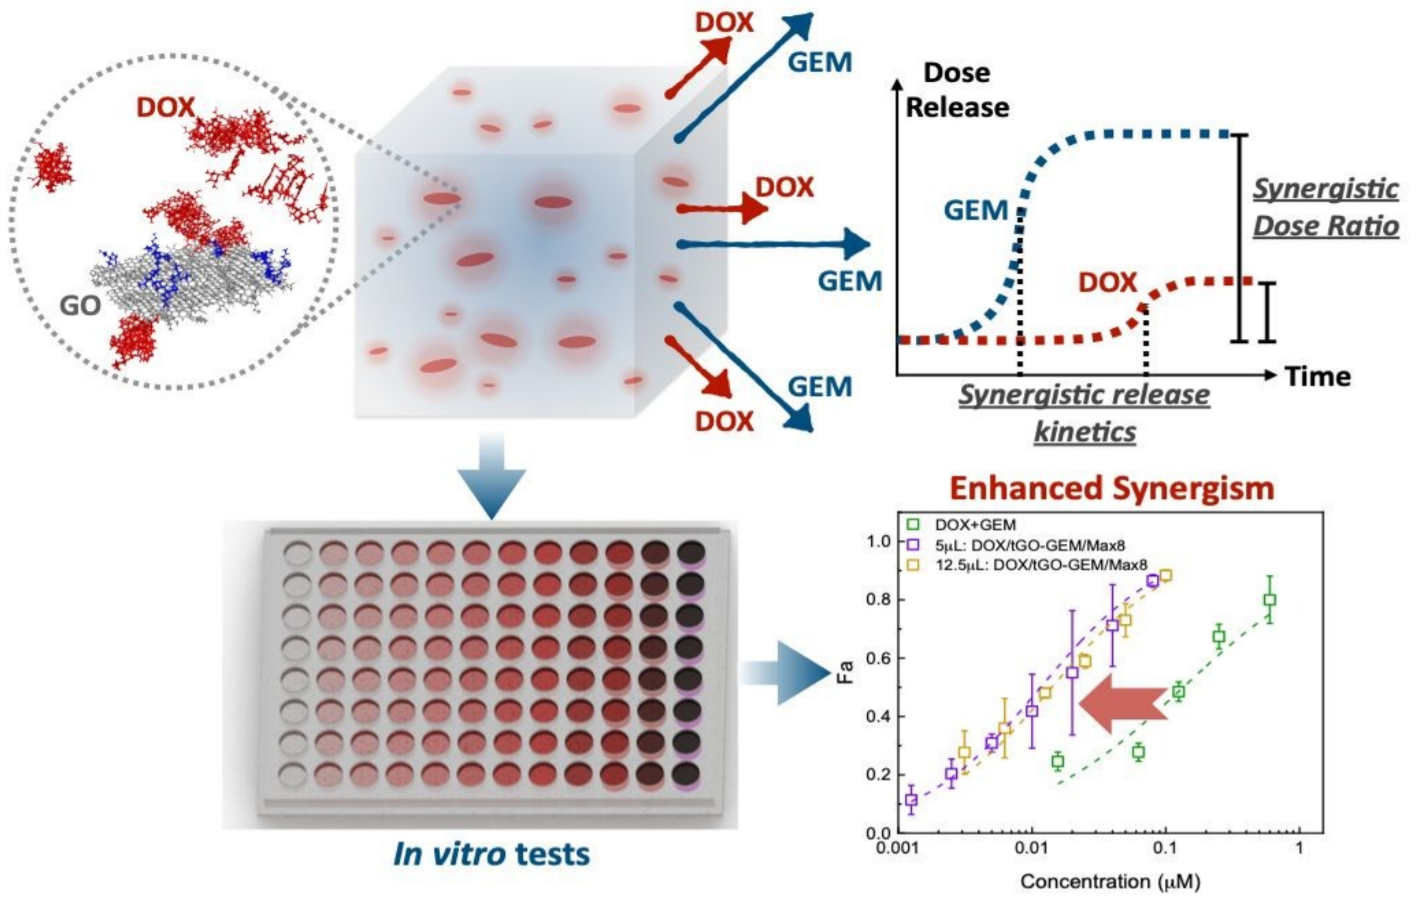 DOX
GO
DOX
GEM
DOX
GEM
GEM
DOX
Dose
Release
GEM
DOX
Synergistic
Dose Ratio
Time
Synergistic release
kinetics
In vitro tests
Enhanced Synergism
DOX+GEM
5µL: DOX/tGO-GEM/Max8
12.5µL: DOX/tGO-GEM/Max8
Fa
1.0
0.8
0.6
0.4
0.2
0.0
0.001
0.01
0.1
1
Concentration (µM)